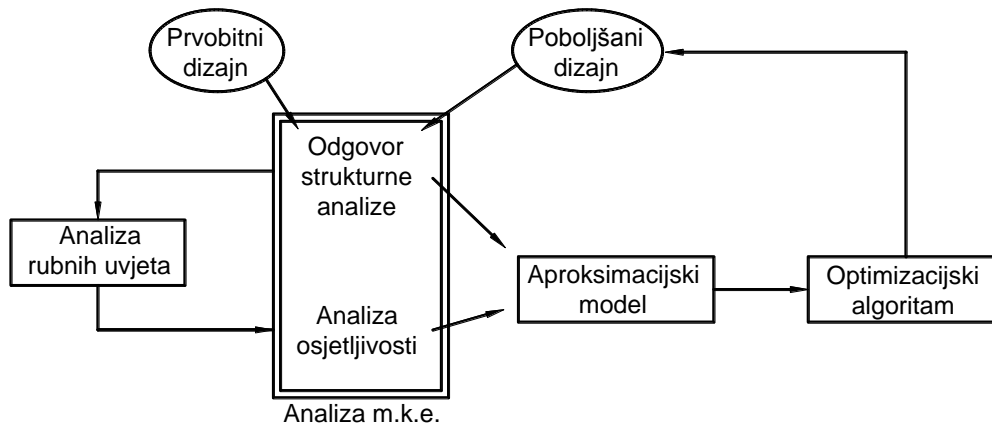 Prvobitni
dizajn
Poboljšani
dizajn
Odgovor
strukturne
analize
Analiza
rubnih uvjeta
Aproksimacijski
model
Optimizacijski
algoritam
Analiza
osjetljivosti
Analiza m.k.e.